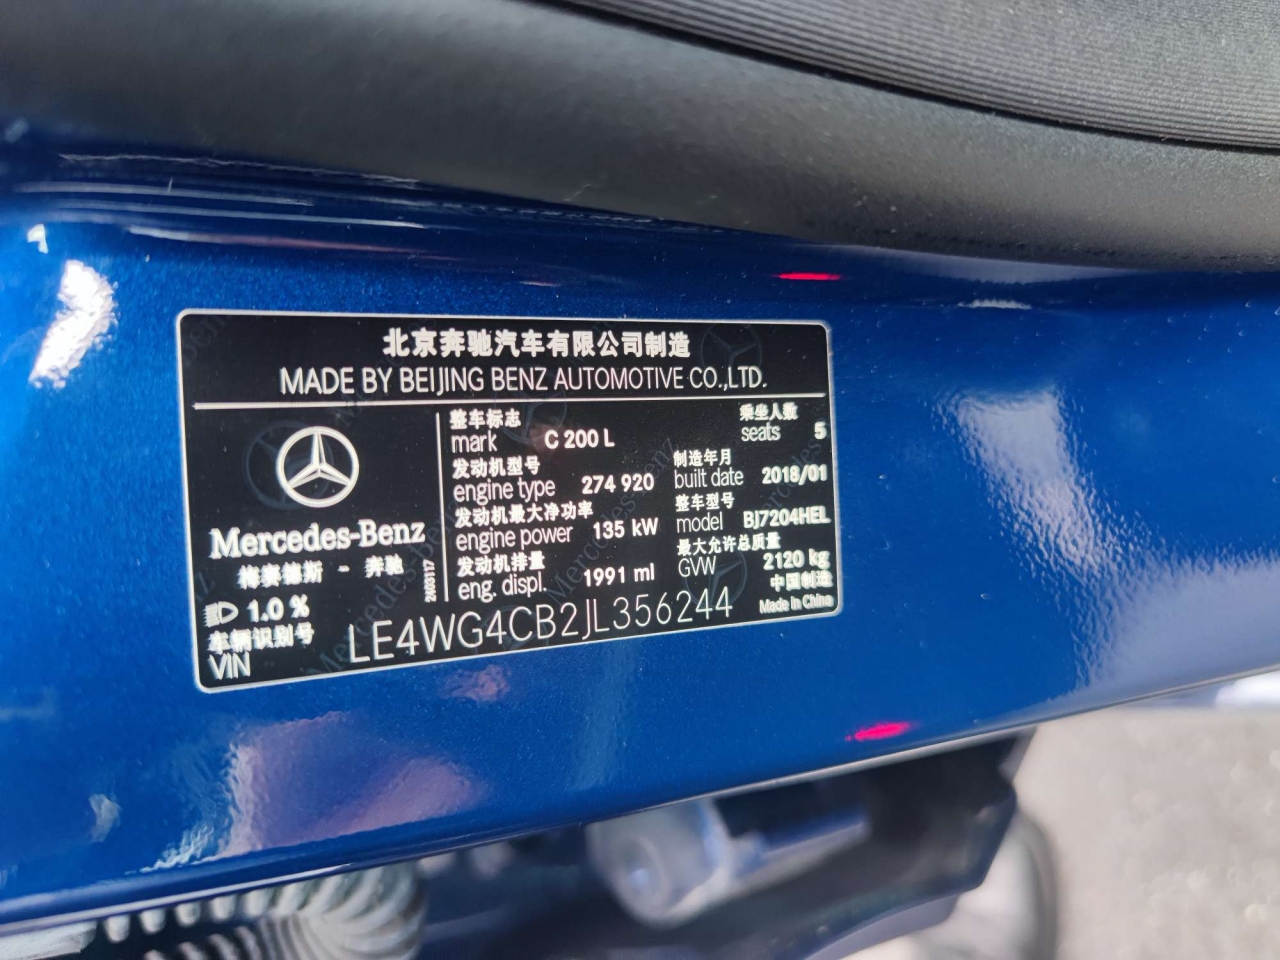 北京奔驰汽车有限公司制造
MADE BY BEIJING BENZ AUTOMOTIVE CO.,LTD.
Mercedes-Benz
梅赛德斯 - 奔驰
1.0 %
2403117
整车标志
mark C 200 L
乘坐人数
seats 5
发动机型号
engine type 274 920
制造年月
built date 2018/01
发动机最大净功率
engine power 135 kW
整车型号
model BJ7204HEL
发动机排量
eng. displ. 1991 ml
最大允许总质量
GVW 2120 kg
中国制造
Made in China
车辆识别号
VIN LE4WG4CB2JL356244